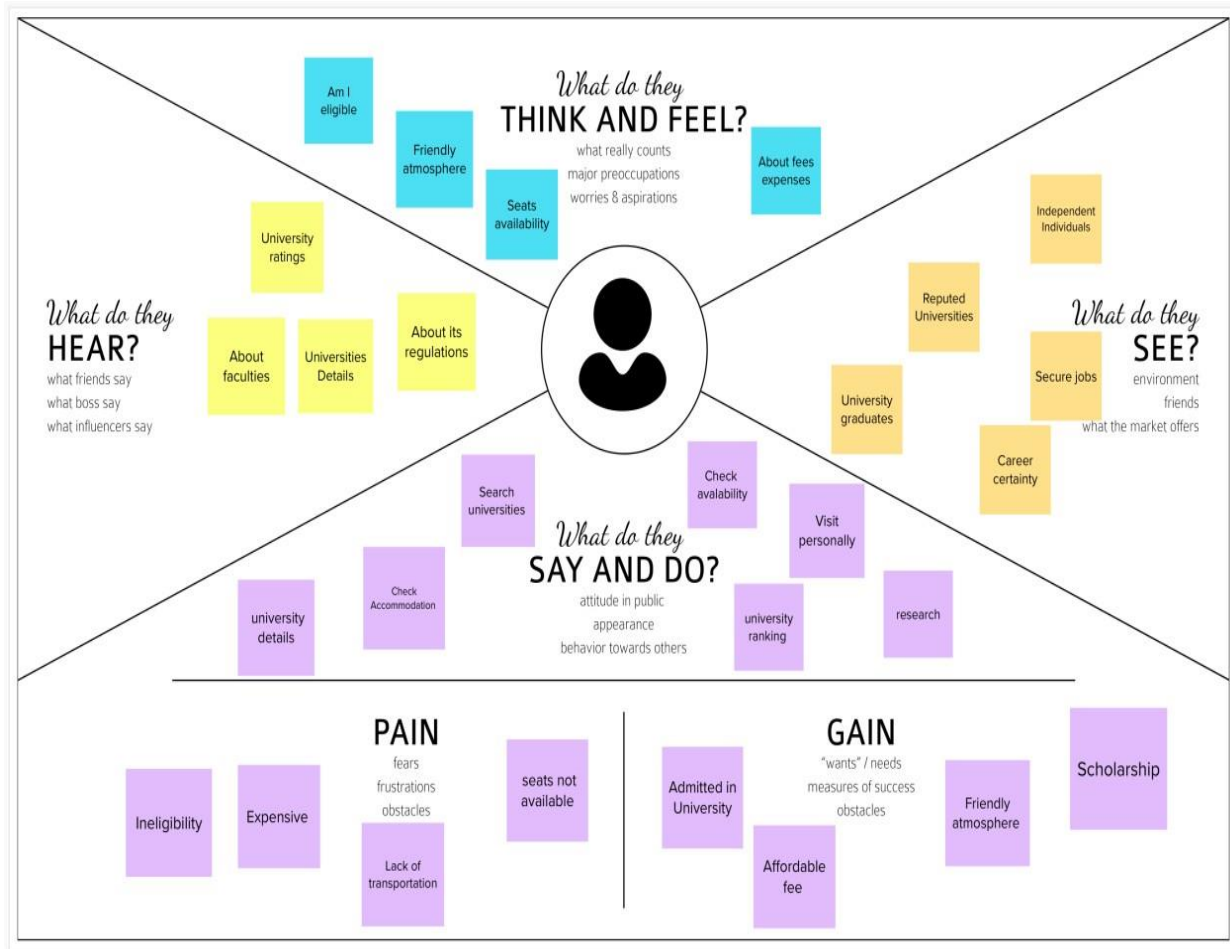 What do they
THINK AND FEEL?
what really counts
major preoccupations
worries & aspirations
Am I
eligible
Friendly
atmosphere
Seats
availability
About fees
expenses
What do they
HEAR?
what friends say
what boss say
what influencers say
University
ratings
About
faculties
Universities
Details
About its
regulations
What do they
SEE?
environment
friends
what the market offers
Independent
Individuals
Reputed
Universities
Secure jobs
University
graduates
Career
certainty
What do they
SAY AND DO?
attitude in public
appearance
behavior towards others
Search
universities
Check
avalability
Visit
personally
Check
Accommodation
university
details
university
ranking
research
PAIN
fears
frustrations
obstacles
Ineligibility
Expensive
Lack of
transportation
seats not
available
GAIN
"wants" / needs
measures of success
obstacles
Admitted in
University
Affordable
fee
Friendly
atmosphere
Scholarship